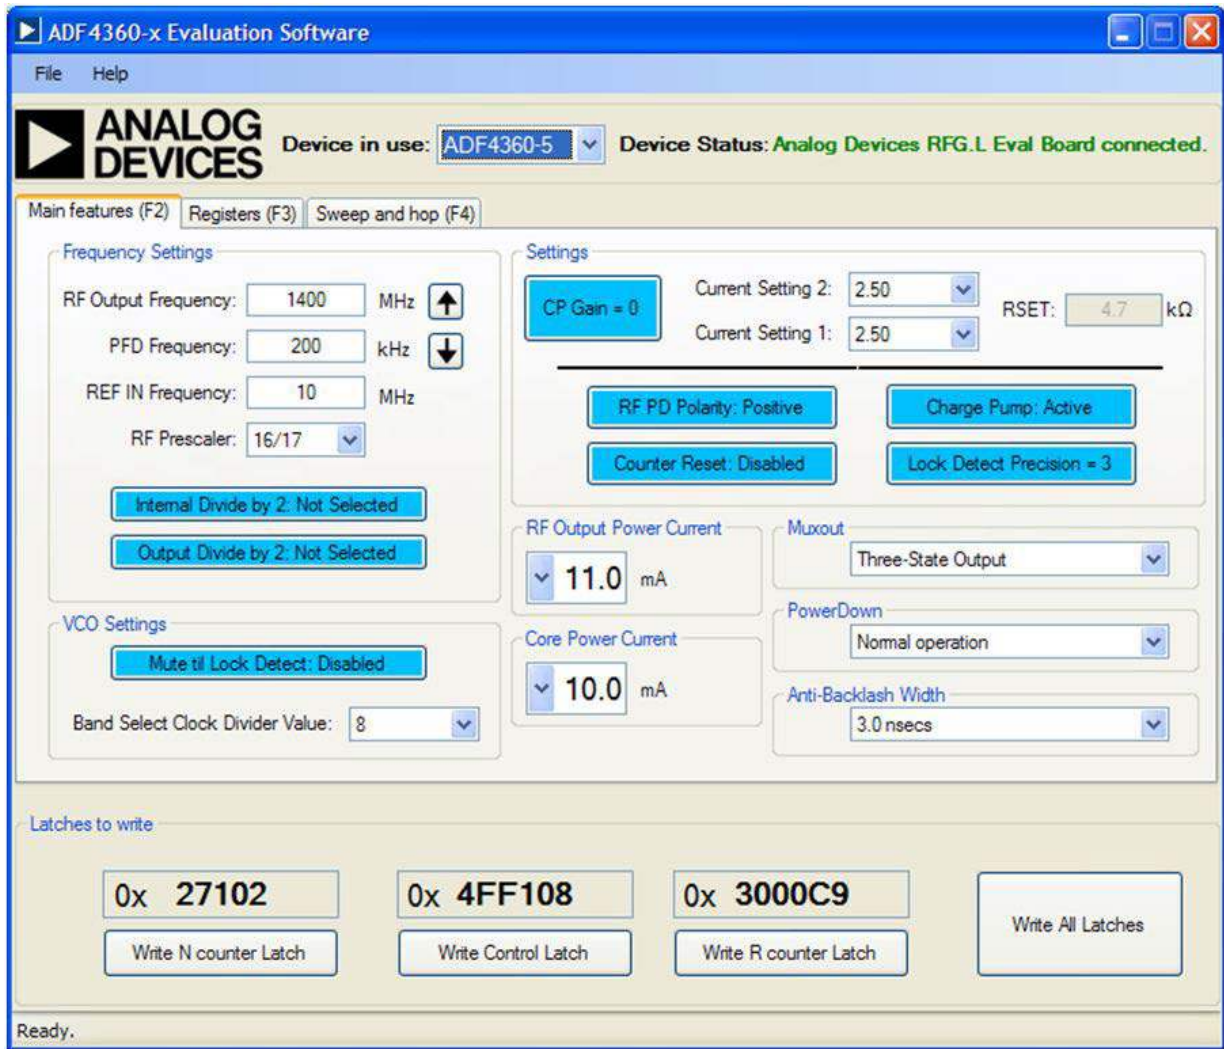 ADF4360-x Evaluation Software
File Help
ANALOG
DEVICES
Device in use: ADF4360-5 Device Status: Analog Devices RFG.L Eval Board connected.
Main features (F2) Registers (F3) Sweep and hop (F4)
Frequency Settings
RF Output Frequency: 1400 MHz
PFD Frequency: 200 kHz
REF IN Frequency: 10 MHz
RF Prescaler: 16/17
Internal Divide by 2: Not Selected
Output Divide by 2: Not Selected
VCO Settings
Mute til Lock Detect: Disabled
Band Select Clock Divider Value: 8
Settings
CP Gain = 0
Current Setting 2: 2.50
Current Setting 1: 2.50
RSET: 4.7 kΩ
RF PD Polarity: Positive Charge Pump: Active
Counter Reset: Disabled Lock Detect Precision = 3
RF Output Power Current
11.0 mA
Core Power Current
10.0 mA
Muxout
Three-State Output
PowerDown
Normal operation
Anti-Backlash Width
3.0 nsecs
Latches to write
0x 27102 0x 4FF108 0x 3000C9
Write N counter Latch Write Control Latch Write R counter Latch Write All Latches
Ready.